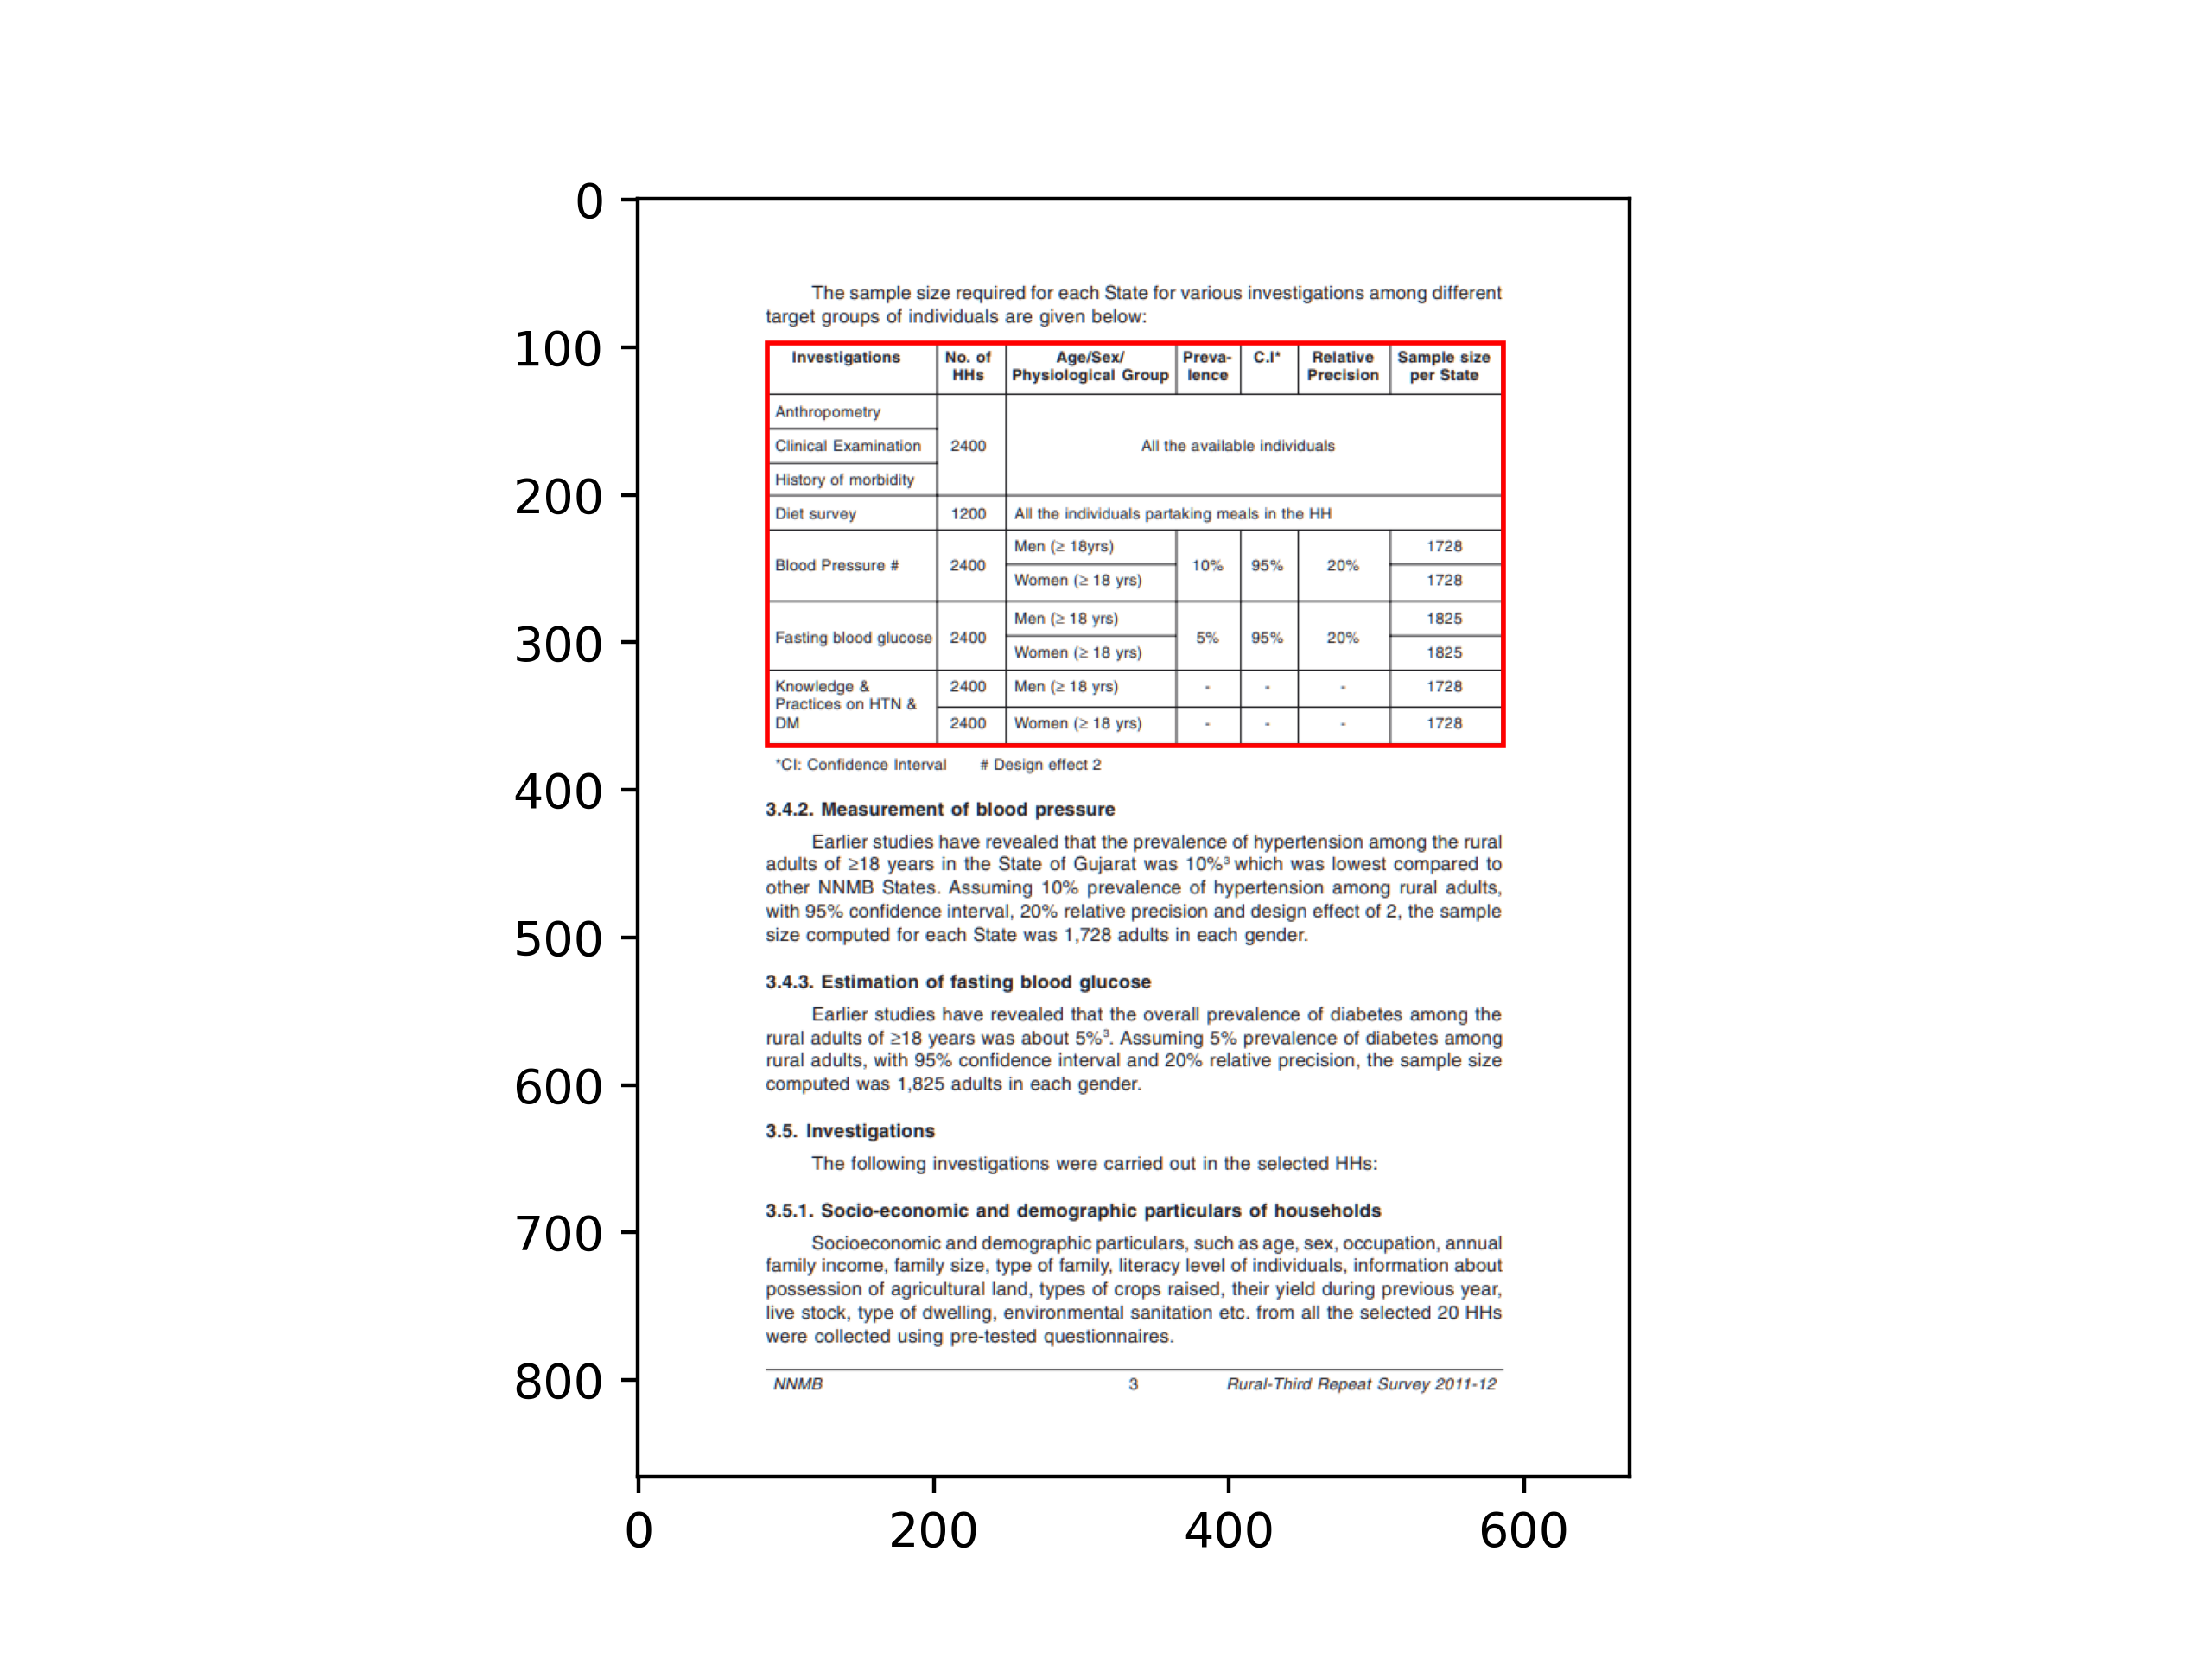 The sample size required for each State for various investigations among different
target groups of individuals are given below:
Investigations No. of HHs Age/Sex/ Physiological Group Preva- lence C.I* Relative Precision Sample size per State
Anthropometry
Clinical Examination 2400 All the available individuals
History of morbidity
Diet survey 1200 All the individuals partaking meals in the HH
Blood Pressure # 2400 Men (≥ 18yrs) 10% 95% 20% 1728
Women (≥ 18 yrs) 1728
Fasting blood glucose 2400 Men (≥ 18 yrs) 5% 95% 20% 1825
Women (≥ 18 yrs) 1825
Knowledge & Practices on HTN & DM 2400 Men (≥ 18 yrs) - - - 1728
2400 Women (≥ 18 yrs) - - - 1728
*CI: Confidence Interval # Design effect 2
3.4.2. Measurement of blood pressure
Earlier studies have revealed that the prevalence of hypertension among the rural
adults of ≥18 years in the State of Gujarat was 10%³ which was lowest compared to
other NNMB States. Assuming 10% prevalence of hypertension among rural adults,
with 95% confidence interval, 20% relative precision and design effect of 2, the sample
size computed for each State was 1,728 adults in each gender.
3.4.3. Estimation of fasting blood glucose
Earlier studies have revealed that the overall prevalence of diabetes among the
rural adults of ≥18 years was about 5%³. Assuming 5% prevalence of diabetes among
rural adults, with 95% confidence interval and 20% relative precision, the sample size
computed was 1,825 adults in each gender.
3.5. Investigations
The following investigations were carried out in the selected HHs:
3.5.1. Socio-economic and demographic particulars of households
Socioeconomic and demographic particulars, such as age, sex, occupation, annual
family income, family size, type of family, literacy level of individuals, information about
possession of agricultural land, types of crops raised, their yield during previous year,
live stock, type of dwelling, environmental sanitation etc. from all the selected 20 HHs
were collected using pre-tested questionnaires.
NNMB 3 Rural-Third Repeat Survey 2011-12
0
100
200
300
400
500
600
700
800
0 200 400 600